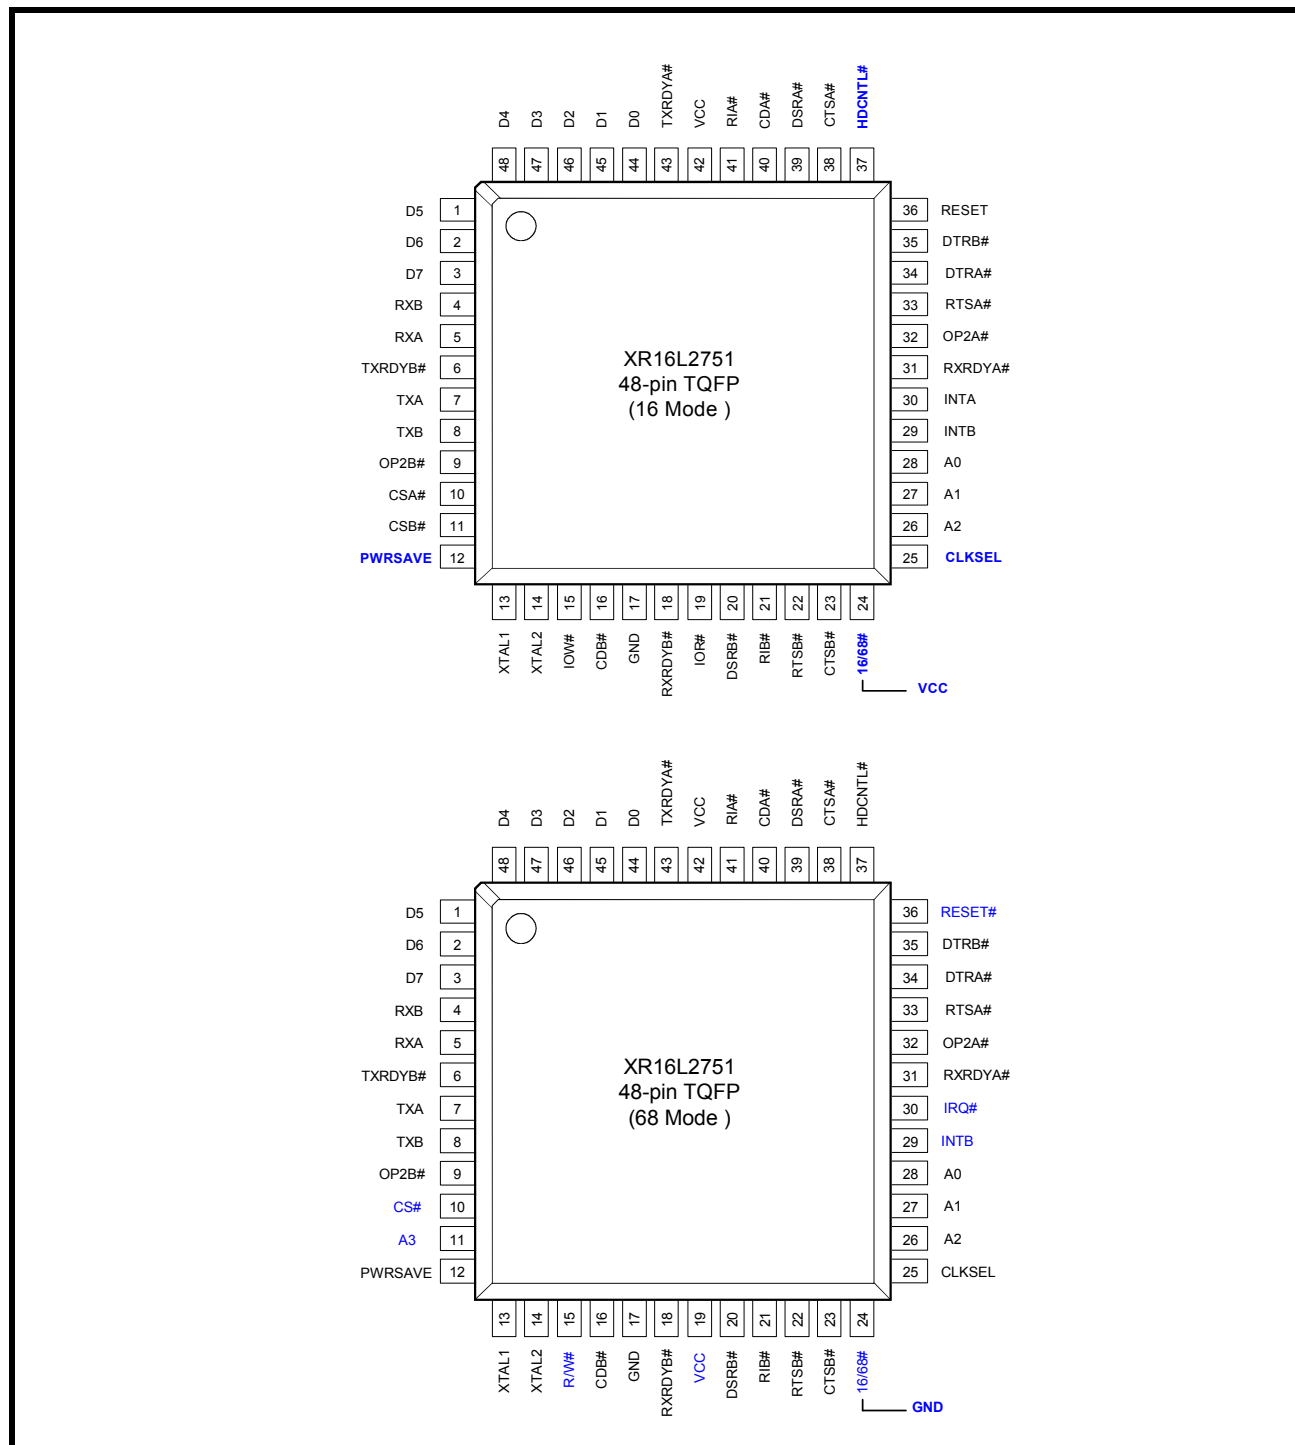 D4 D3 D2 D1 D0 TXRDYA# VCC RIA# CDA# DSRA# CTSA# HDCNTL#
48 47 46 45 44 43 42 41 40 39 38 37
D5 1 36 RESET
D6 2 35 DTRB#
D7 3 34 DTRA#
RXB 4 33 RTSA#
RXA 5 32 OP2A#
XR16L2751
TXRDYB# 6 31 RXRDYA#
48-pin TQFP
TXA 7 30 INTA
(16 Mode )
TXB 8 29 INTB
OP2B# 9 28 A0
CSA# 10 27 A1
CSB# 11 26 A2
PWRSAVE 12 25 CLKSEL
13 14 15 16 17 18 19 20 21 22 23 24
XTAL1 XTAL2 IOW# CDB# GND RXRDYB# IOR# DSRB# RIB# RTSB# CTSB# 16/68#
VCC
D4 D3 D2 D1 D0 TXRDYA# VCC RIA# CDA# DSRA# CTSA# HDCNTL#
48 47 46 45 44 43 42 41 40 39 38 37
D5 1 36 RESET#
D6 2 35 DTRB#
D7 3 34 DTRA#
RXB 4 33 RTSA#
RXA 5 32 OP2A#
XR16L2751
TXRDYB# 6 31 RXRDYA#
48-pin TQFP
TXA 7 30 IRQ#
(68 Mode )
TXB 8 29 INTB
OP2B# 9 28 A0
CS# 10 27 A1
A3 11 26 A2
PWRSAVE 12 25 CLKSEL
13 14 15 16 17 18 19 20 21 22 23 24
XTAL1 XTAL2 R/W# CDB# GND RXRDYB# VCC DSRB# RIB# RTSB# CTSB# 16/68#
GND